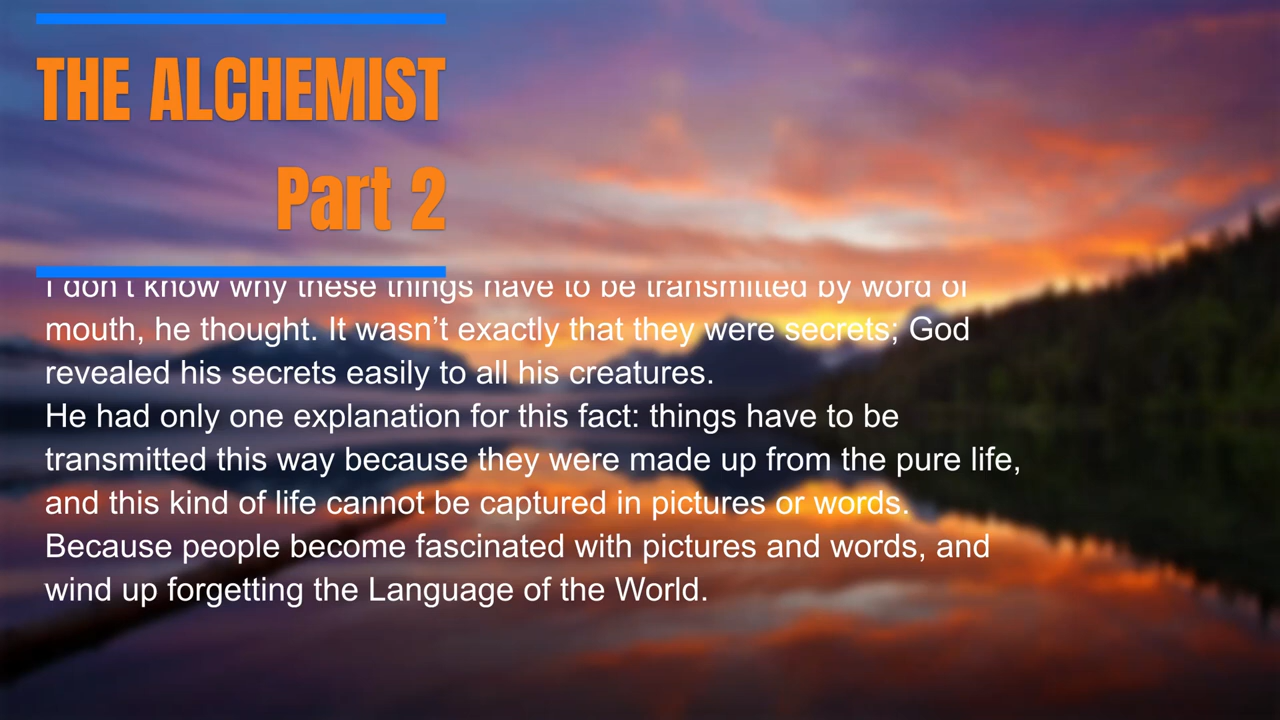 THE ALCHEMIST
Part 2
I don't know why these things have to be transmitted by word of
mouth, he thought. It wasn’t exactly that they were secrets; God
revealed his secrets easily to all his creatures.
He had only one explanation for this fact: things have to be
transmitted this way because they were made up from the pure life,
and this kind of life cannot be captured in pictures or words.
Because people become fascinated with pictures and words, and
wind up forgetting the Language of the World.